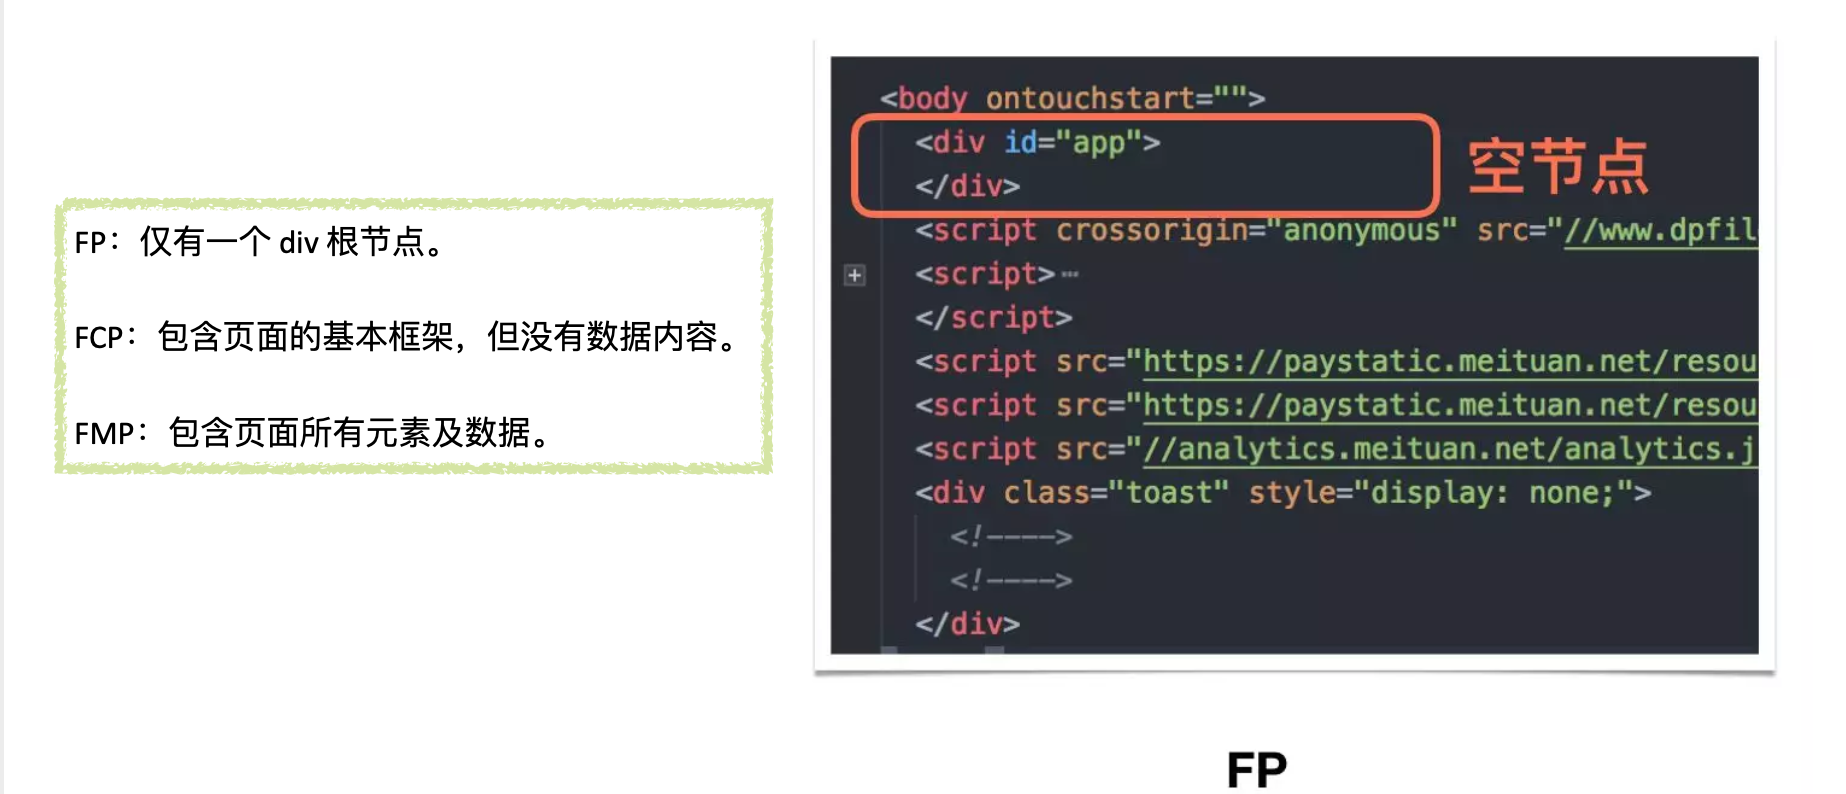 FP：仅有一个 div 根节点。
FCP：包含页面的基本框架，但没有数据内容。
FMP：包含页面所有元素及数据。
<body ontouchstart="">
<div id="app">
</div>
空节点
<script crossorigin="anonymous" src="//www.dpfil
<script>…
</script>
<script src="https://paystatic.meituan.net/resou
<script src="https://paystatic.meituan.net/resou
<script src="//analytics.meituan.net/analytics.j
<div class="toast" style="display: none;">
<!---->
<!---->
</div>
FP